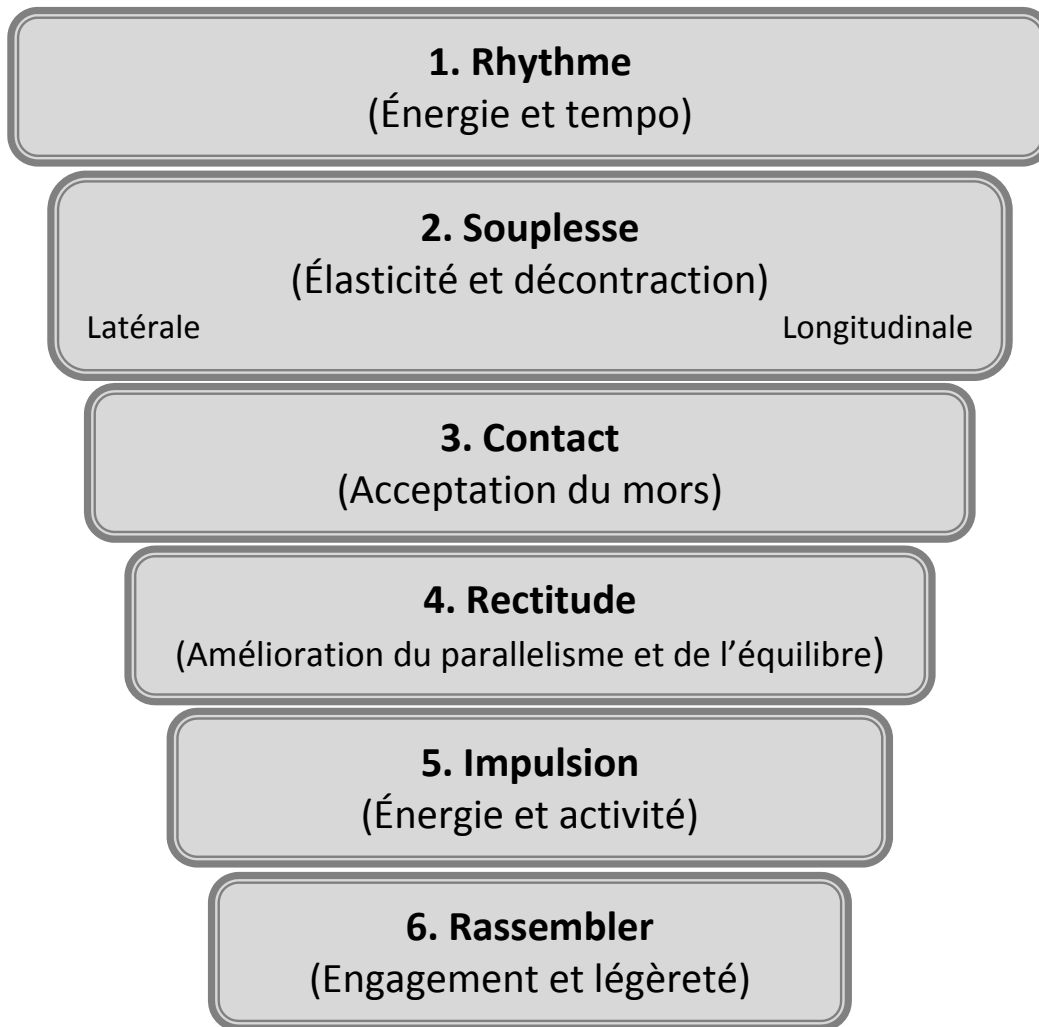 1. Rhythme
(Énergie et tempo)
2. Souplesse
(Élasticité et décontraction)
Latérale Longitudinale
3. Contact
(Acceptation du mors)
4. Rectitude
(Amélioration du parallelisme et de l’équilibre)
5. Impulsion
(Énergie et activité)
6. Rassembler
(Engagement et légèreté)